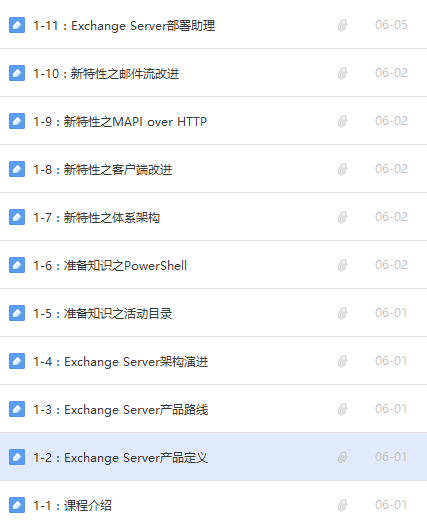 1-11：Exchange Server部署助理 06-05
1-10：新特性之邮件流改进 06-02
1-9：新特性之MAPI over HTTP 06-02
1-8：新特性之客户端改进 06-02
1-7：新特性之体系架构 06-02
1-6：准备知识之PowerShell 06-02
1-5：准备知识之活动目录 06-01
1-4：Exchange Server架构演进 06-01
1-3：Exchange Server产品路线 06-01
1-2：Exchange Server产品定义 06-01
1-1：课程介绍 06-01